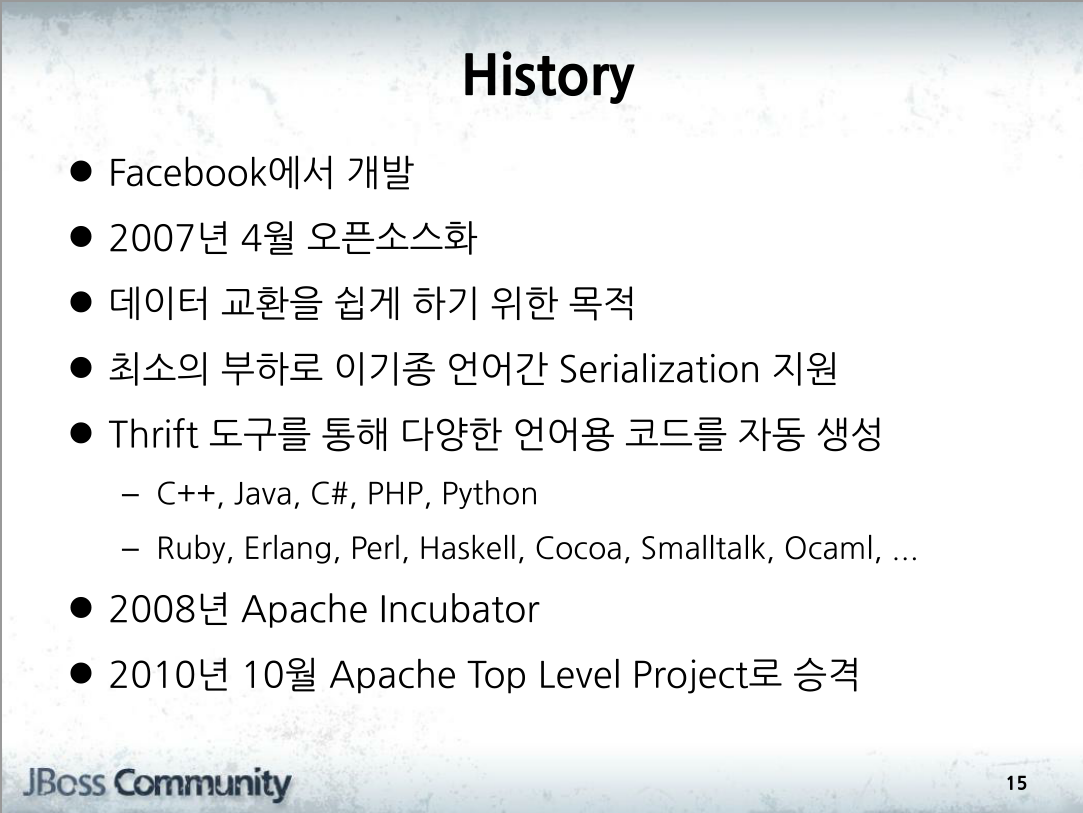 History
● Facebook에서 개발
● 2007년 4월 오픈소스화
● 데이터 교환을 쉽게 하기 위한 목적
● 최소의 부하로 이기종 언어간 Serialization 지원
● Thrift 도구를 통해 다양한 언어용 코드를 자동 생성
– C++, Java, C#, PHP, Python
– Ruby, Erlang, Perl, Haskell, Cocoa, Smalltalk, Ocaml, ...
● 2008년 Apache Incubator
● 2010년 10월 Apache Top Level Project로 승격
JBoss Community
15